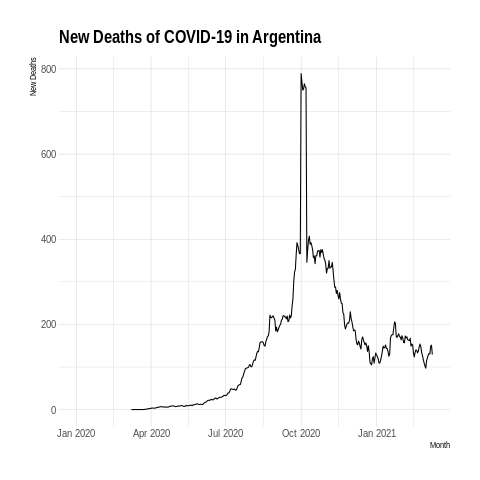 New Deaths of COVID-19 in Argentina
New Deaths
800
600
400
200
0
Jan 2020 Apr 2020 Jul 2020 Oct 2020 Jan 2021
Month